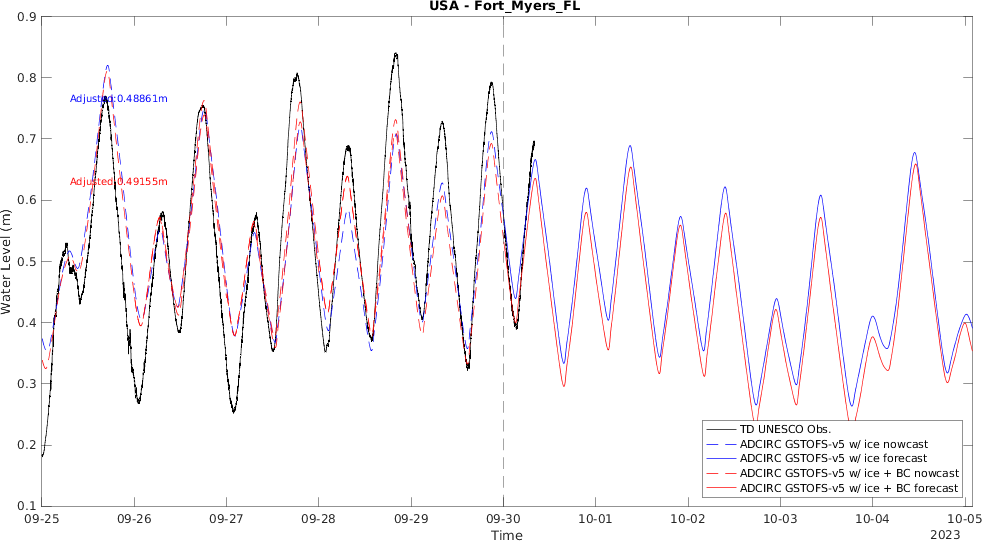 USA - Fort_Myers_FL
0.9
0.8
Adjusted:0.48861m
0.7
Adjusted:0.49155m
0.6
0.5
0.4
0.3
0.2
0.1
Water Level (m)
TD UNESCO Obs.
ADCIRC GSTOFS-v5 w/ ice nowcast
ADCIRC GSTOFS-v5 w/ ice forecast
ADCIRC GSTOFS-v5 w/ ice + BC nowcast
ADCIRC GSTOFS-v5 w/ ice + BC forecast
09-25 09-26 09-27 09-28 09-29 09-30 10-01 10-02 10-03 10-04 10-05
Time
2023